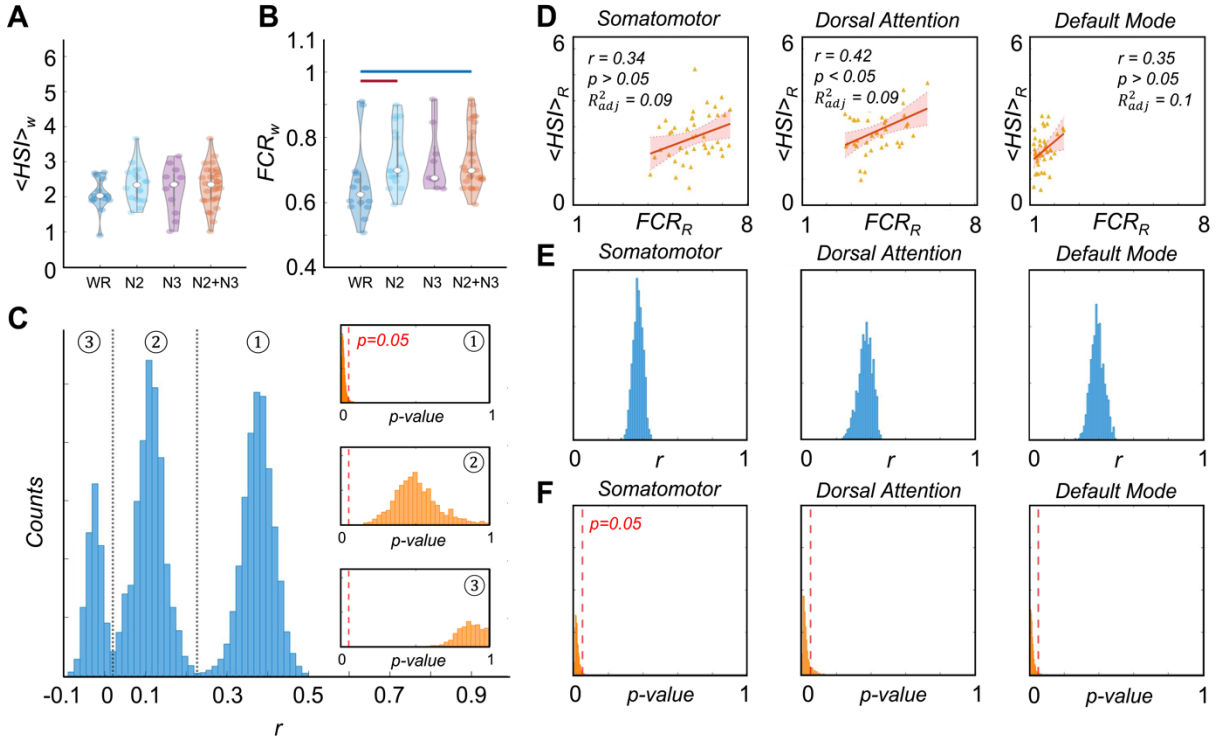 A
6
5
4
3
2
1
0
<HSI>w
WR N2 N3 N2+N3
B
1.1
1
0.8
0.6
0.4
FCRw
WR N2 N3 N2+N3
C
③ ② ①
Counts
-0.1 0 0.1 0.3 0.5 0.7 0.9
r
p=0.05 ①
0 1
p-value
②
0 1
p-value
③
0 1
p-value
D
Somatomotor Dorsal Attention Default Mode
6
<HSI>R
0
r = 0.34
p > 0.05
R²adj = 0.09
1 8
FCRR
6
<HSI>R
0
r = 0.42
p < 0.05
R²adj = 0.09
1 8
FCRR
6
<HSI>R
0
r = 0.35
p > 0.05
R²adj = 0.1
1 8
FCRR
E
Somatomotor Dorsal Attention Default Mode
0 1 0 1 0 1
r r r
F
Somatomotor Dorsal Attention Default Mode
p=0.05
0 1 0 1 0 1
p-value p-value p-value